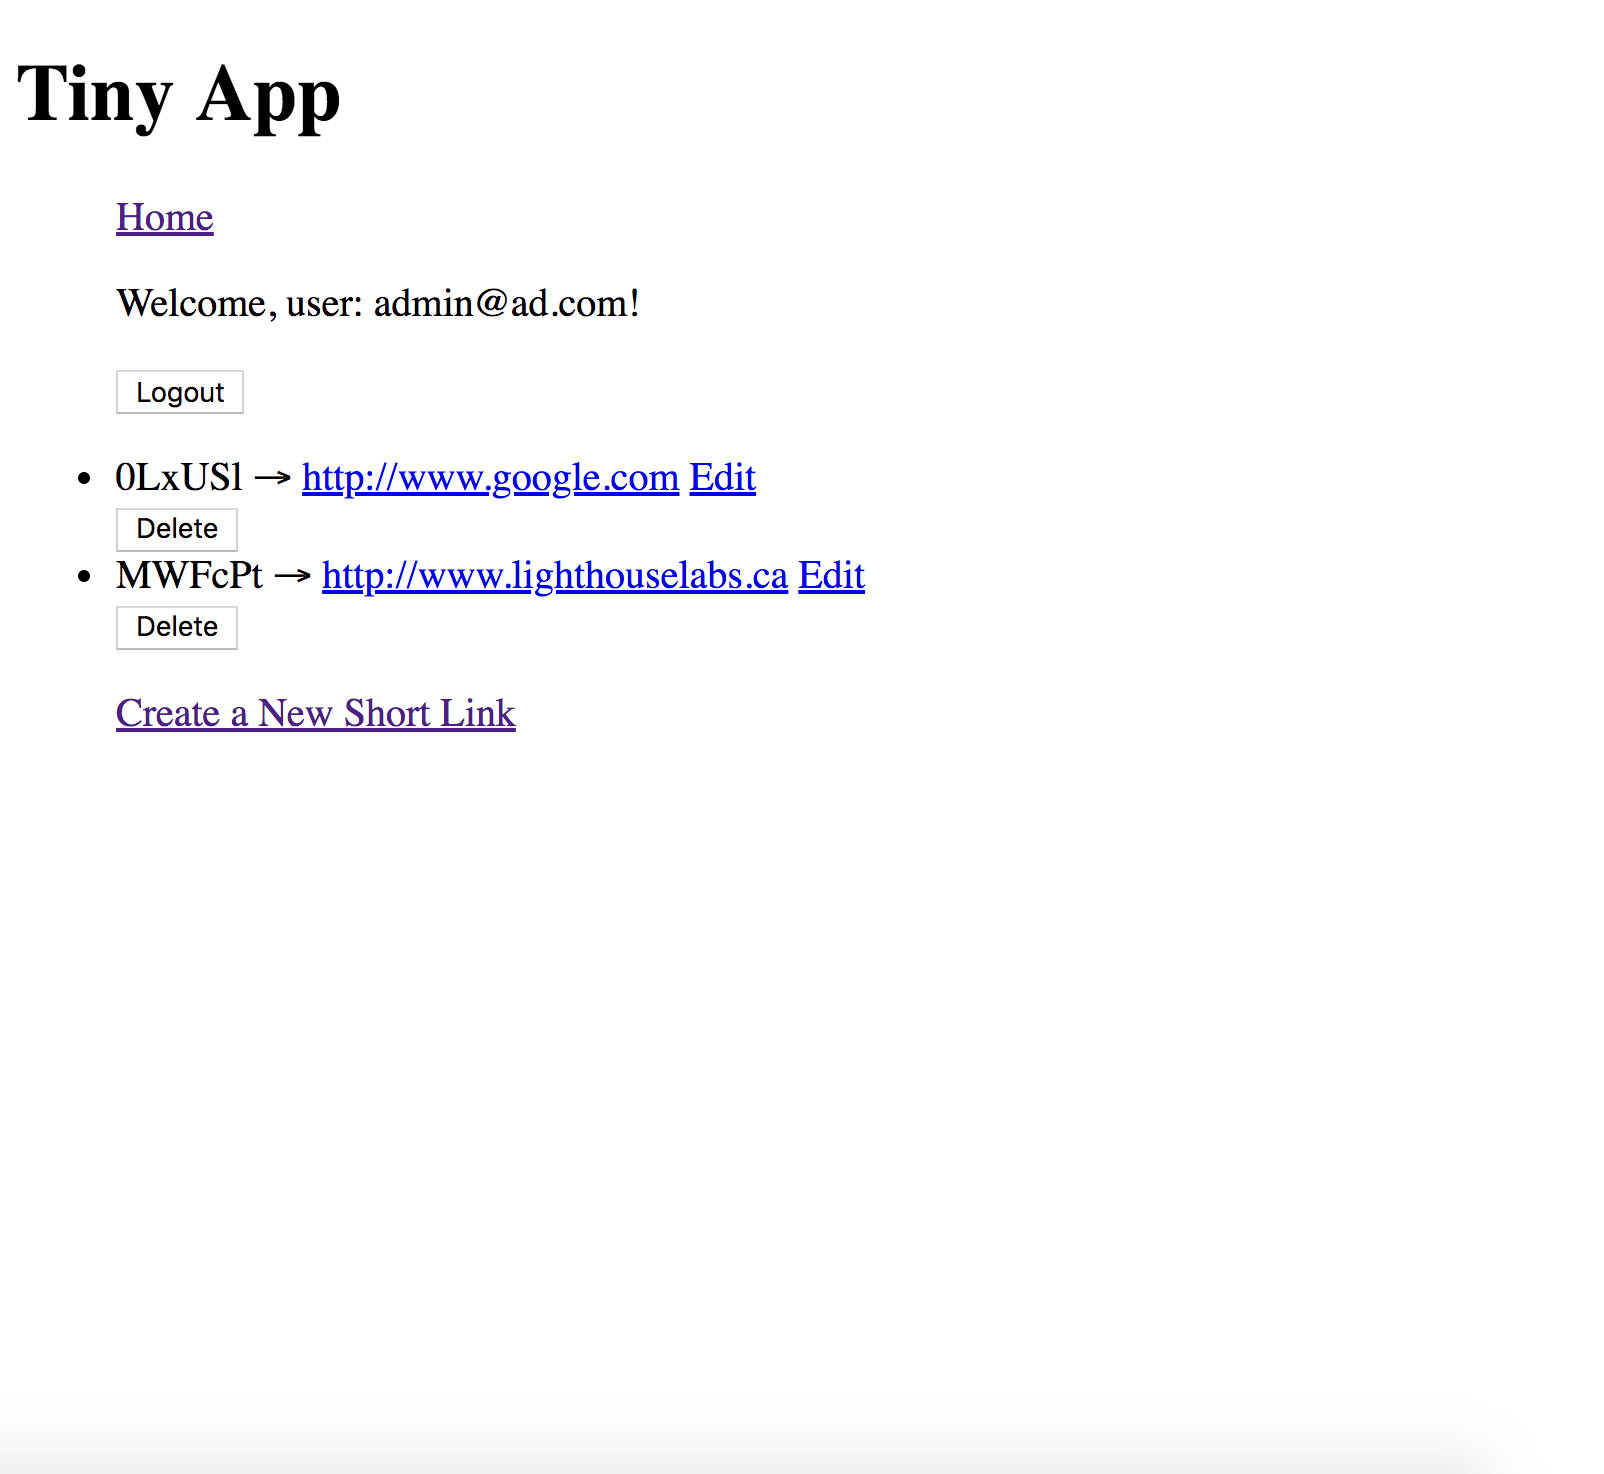 Tiny App
Home
Welcome, user: admin@ad.com!
Logout
0LxUSl → http://www.google.com Edit
Delete
MWFcPt → http://www.lighthouselabs.ca Edit
Delete
Create a New Short Link